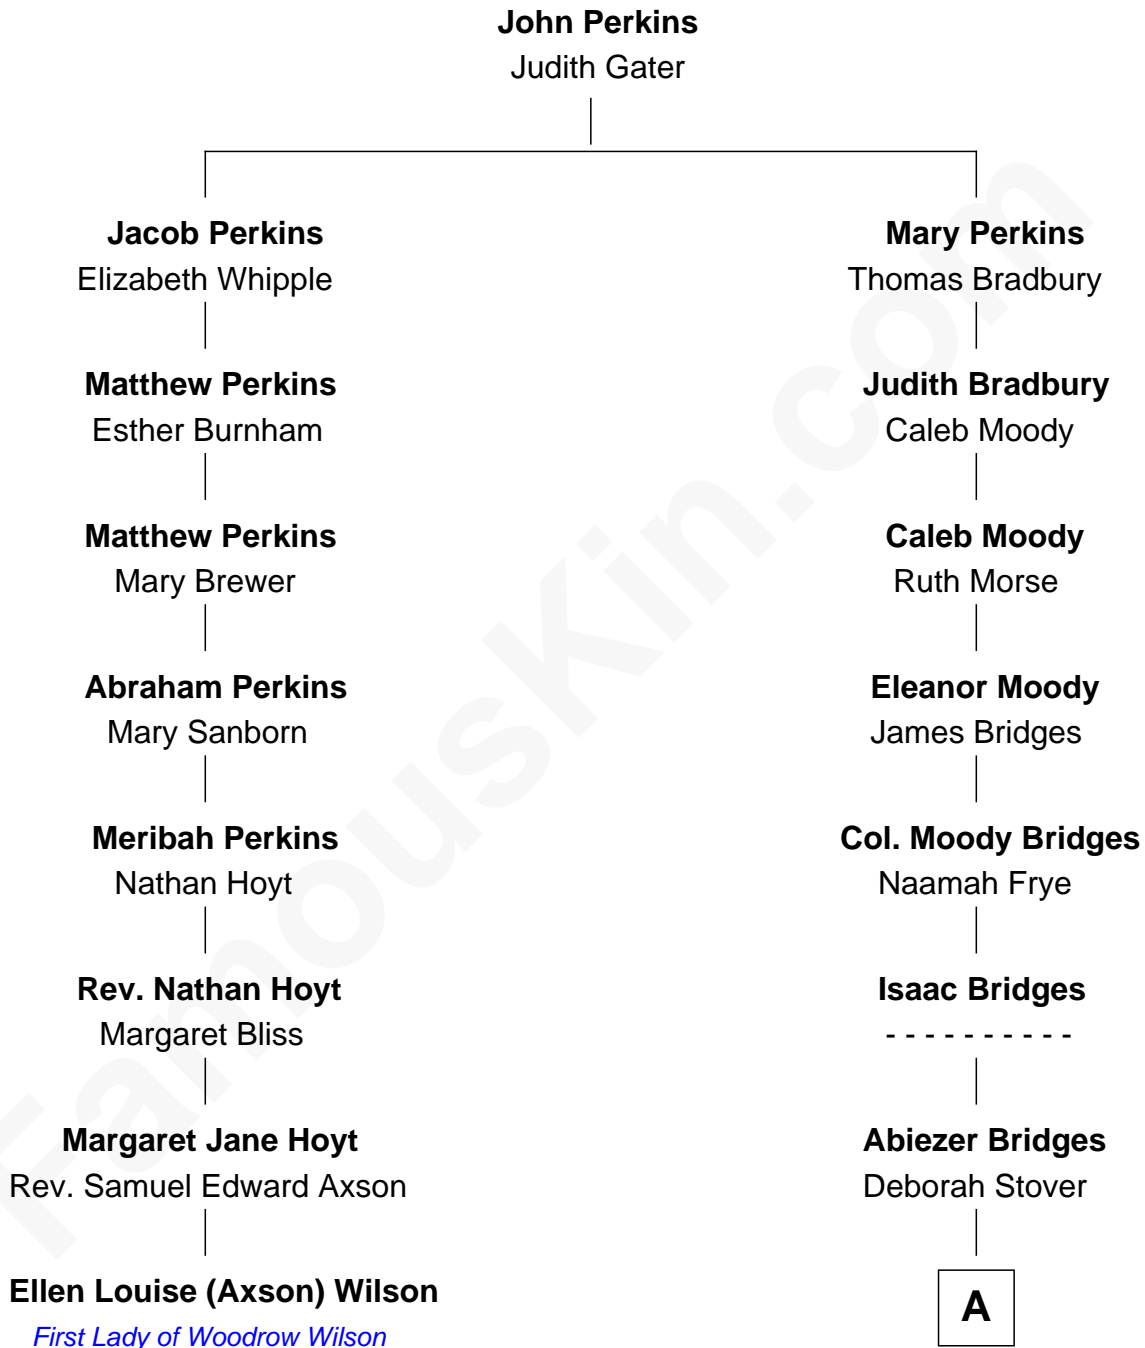 John Perkins
Judith Gater
Jacob Perkins
Elizabeth Whipple
Mary Perkins
Thomas Bradbury
Matthew Perkins
Esther Burnham
Judith Bradbury
Caleb Moody
Matthew Perkins
Mary Brewer
Caleb Moody
Ruth Morse
Abraham Perkins
Mary Sanborn
Eleanor Moody
James Bridges
Meribah Perkins
Nathan Hoyt
Col. Moody Bridges
Naamah Frye
Rev. Nathan Hoyt
Margaret Bliss
Isaac Bridges
- - - - - - - - - -
Margaret Jane Hoyt
Rev. Samuel Edward Axson
Abiezer Bridges
Deborah Stover
Ellen Louise (Axson) Wilson
First Lady of Woodrow Wilson
A
FamousKin.com